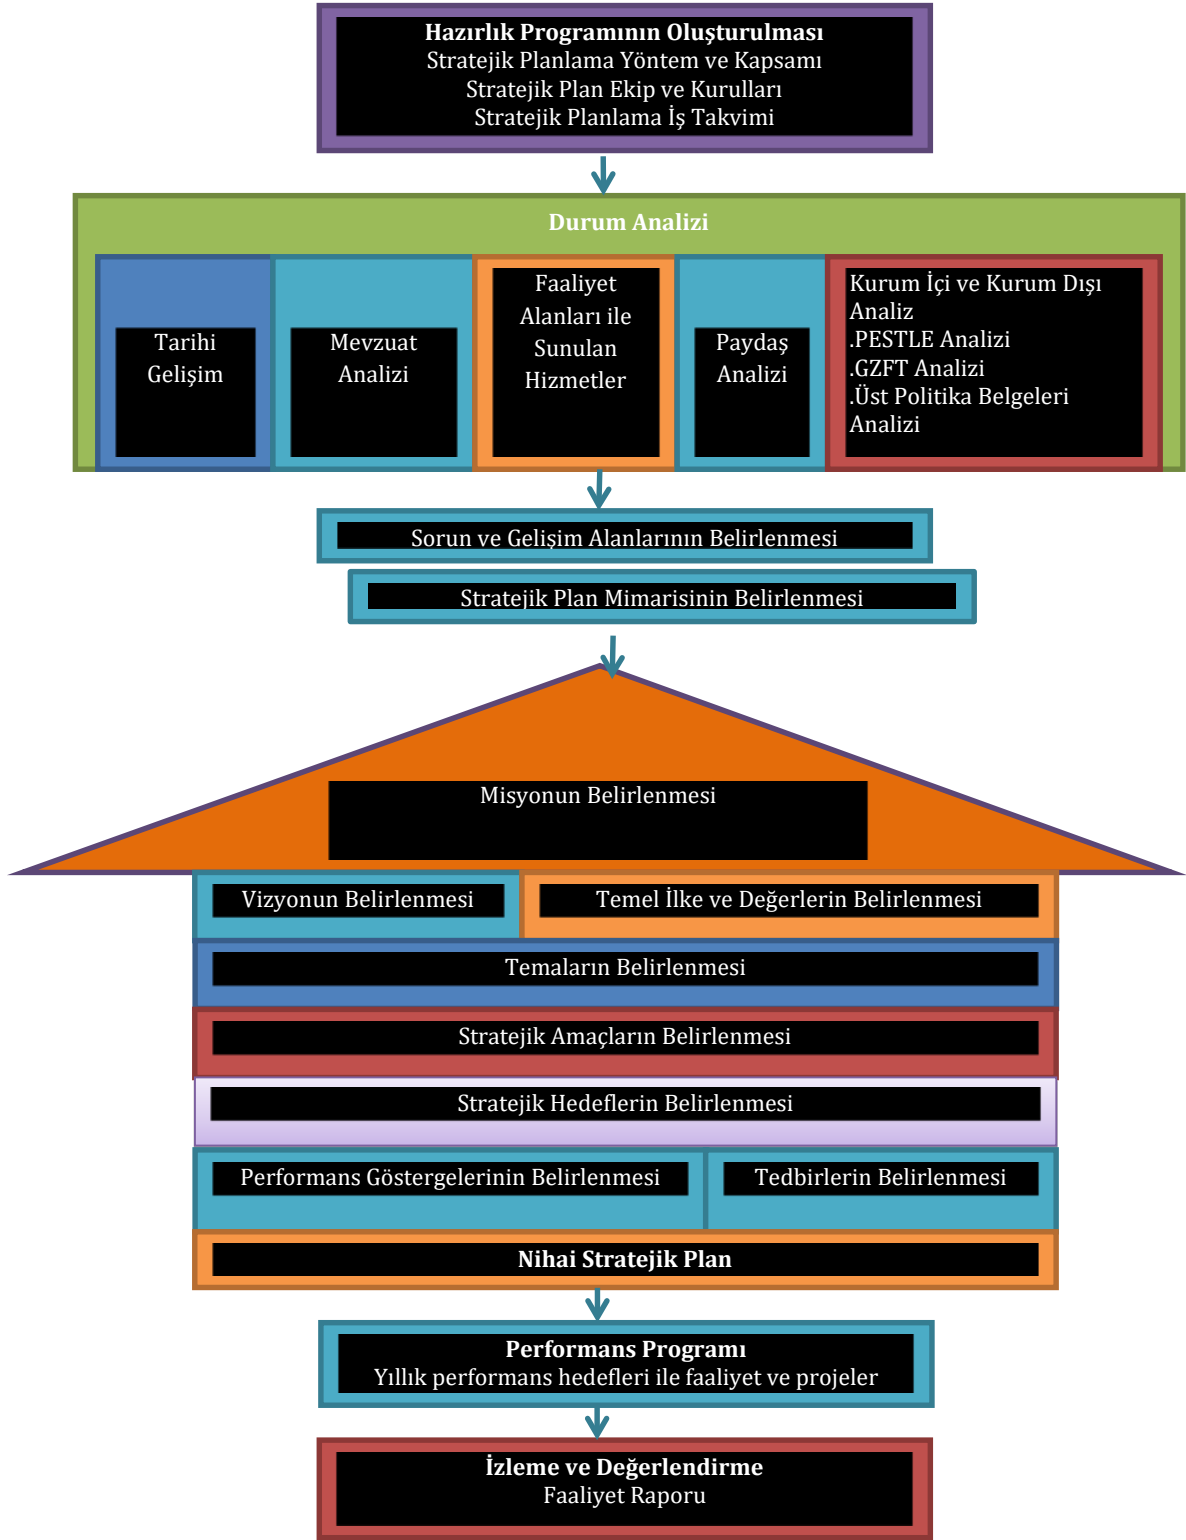 Hazırlık Programının Oluşturulması
Stratejik Planlama Yöntem ve Kapsamı
Stratejik Plan Ekip ve Kurulları
Stratejik Planlama İş Takvimi
Durum Analizi
Tarihi
Gelişim
Mevzuat
Analizi
Faaliyet
Alanları ile
Sunulan
Hizmetler
Paydaş
Analizi
Kurum İçi ve Kurum Dışı
Analiz
.PESTLE Analizi
.GZFT Analizi
.Üst Politika Belgeleri
Analizi
Sorun ve Gelişim Alanlarının Belirlenmesi
Stratejik Plan Mimarisinin Belirlenmesi
Misyonun Belirlenmesi
Vizyonun Belirlenmesi
Temel İlke ve Değerlerin Belirlenmesi
Temaların Belirlenmesi
Stratejik Amaçların Belirlenmesi
Stratejik Hedeflerin Belirlenmesi
Performans Göstergelerinin Belirlenmesi
Tedbirlerin Belirlenmesi
Nihai Stratejik Plan
Performans Programı
Yıllık performans hedefleri ile faaliyet ve projeler
İzleme ve Değerlendirme
Faaliyet Raporu